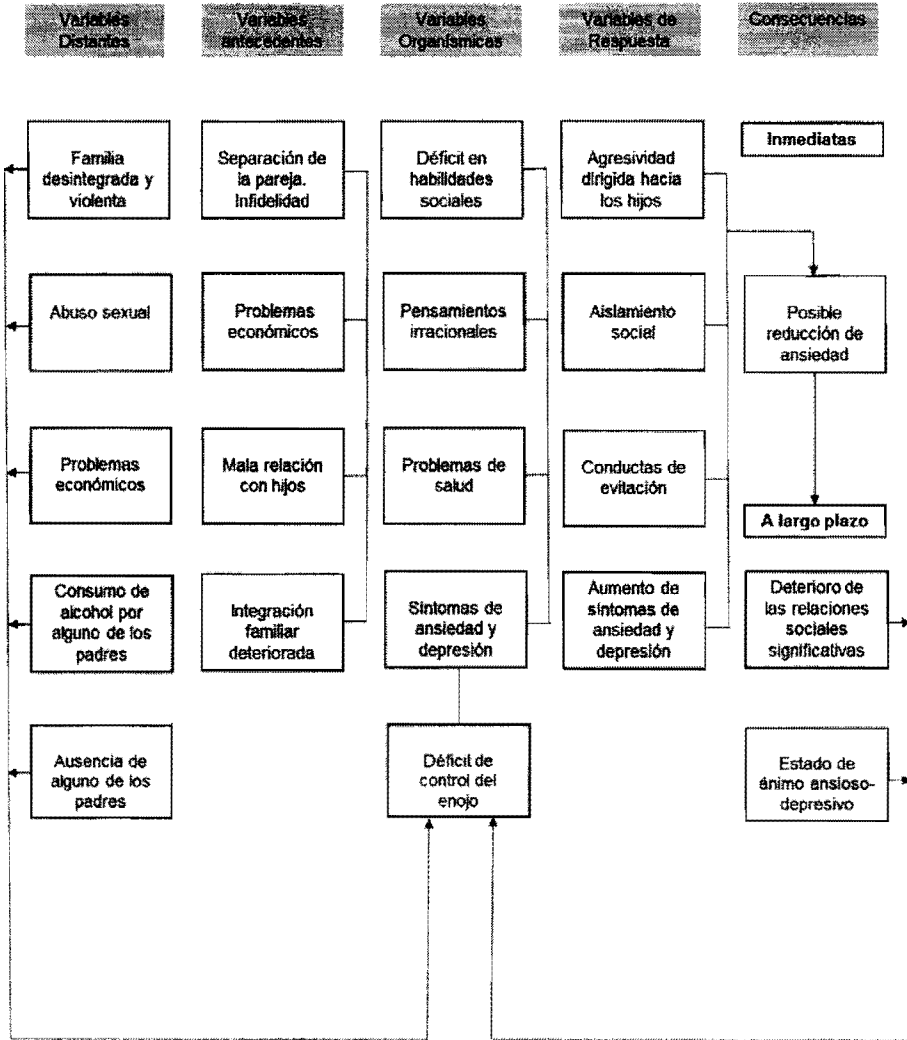 Variables
Distantes
Variables
antecedentes
Variables
Organísmicas
Variables de
Respuesta
Consecuencias
Familia
desintegrada y
violenta
Abuso sexual
Problemas
económicos
Consumo de
alcohol por
alguno de los
padres
Ausencia de
alguno de los
padres
Separación de
la pareja.
Infidelidad
Problemas
económicos
Mala relación
con hijos
Integración
familiar
deteriorada
Déficit en
habilidades
sociales
Pensamientos
irracionales
Problemas de
salud
Síntomas de
ansiedad y
depresión
Déficit de
control del
enojo
Agresividad
dirigida hacia
los hijos
Aislamiento
social
Conductas de
evitación
Aumento de
síntomas de
ansiedad y
depresión
Inmediatas
Posible
reducción de
ansiedad
A largo plazo
Deterioro de
las relaciones
sociales
significativas
Estado de
ánimo ansioso-
depresivo